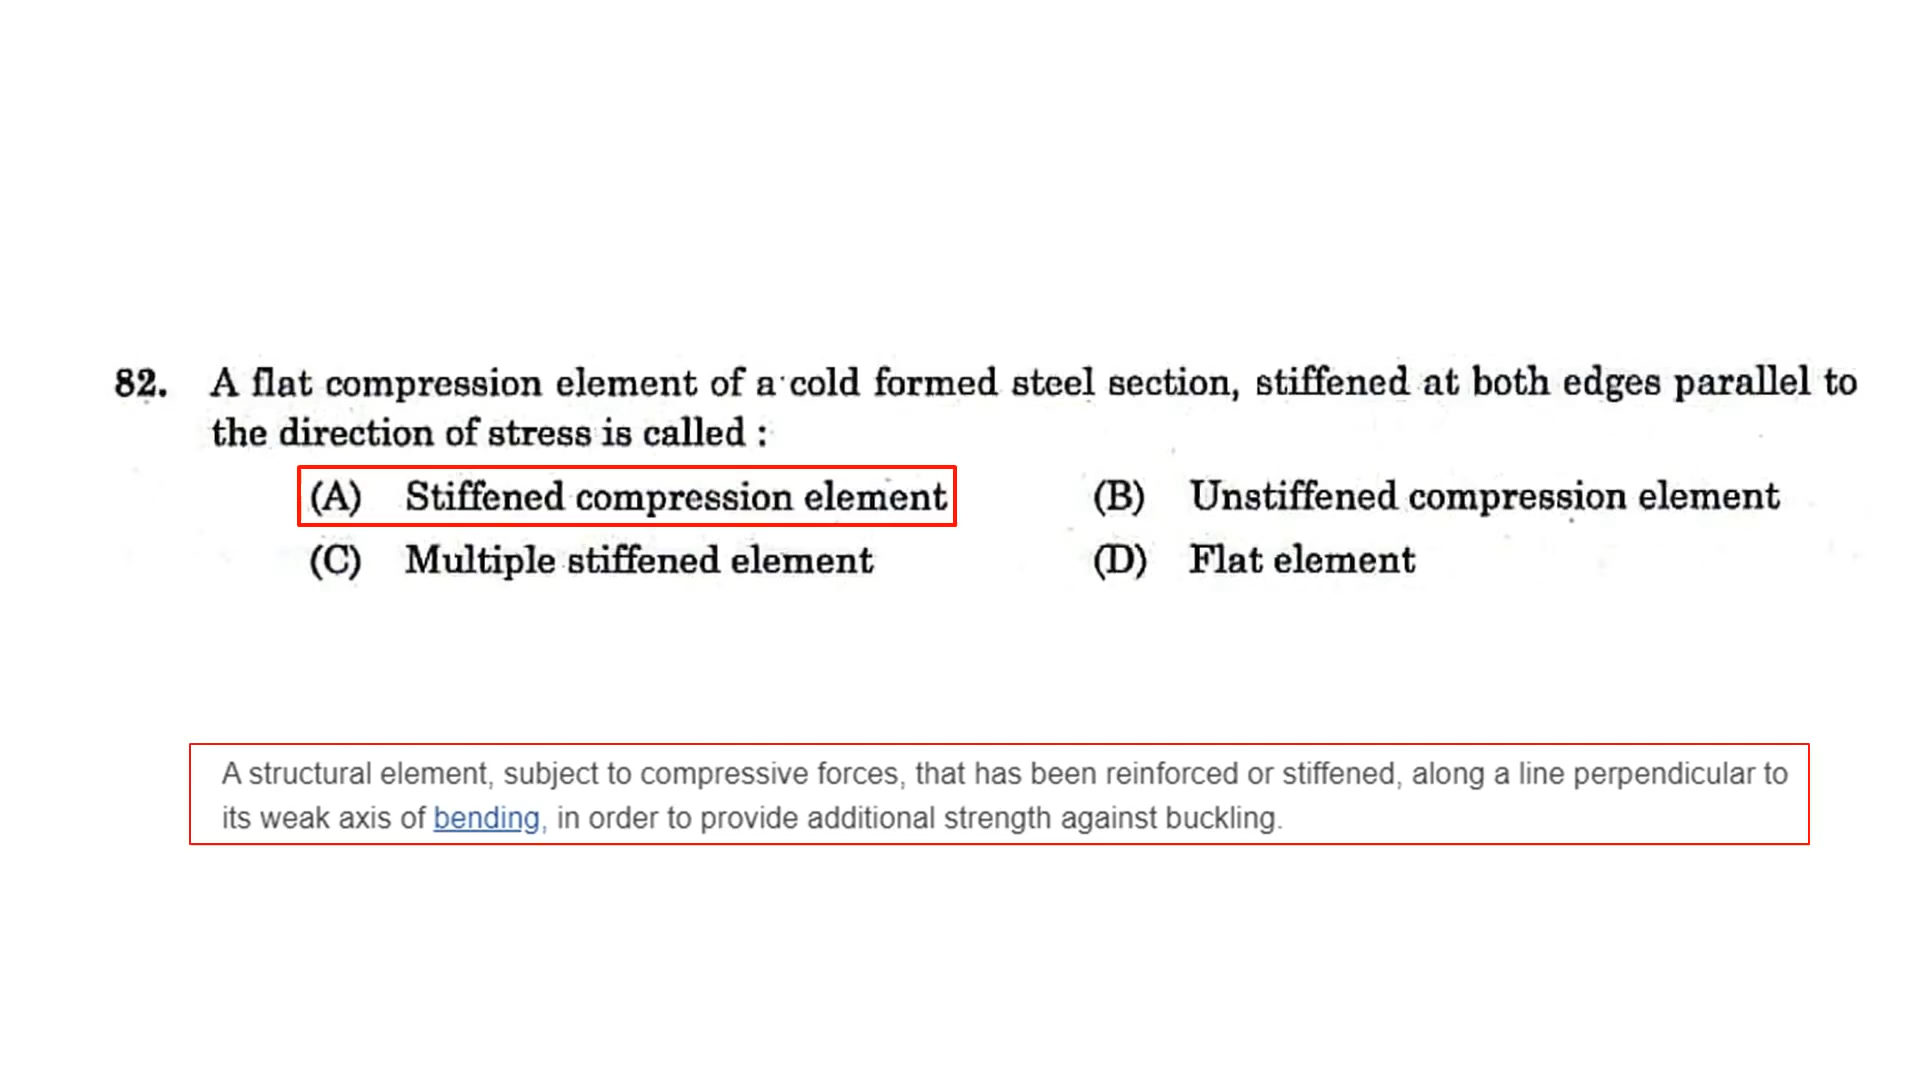 82. A flat compression element of a cold formed steel section, stiffened at both edges parallel to
the direction of stress is called :
(A) Stiffened compression element (B) Unstiffened compression element
(C) Multiple stiffened element (D) Flat element
A structural element, subject to compressive forces, that has been reinforced or stiffened, along a line perpendicular to
its weak axis of bending, in order to provide additional strength against buckling.